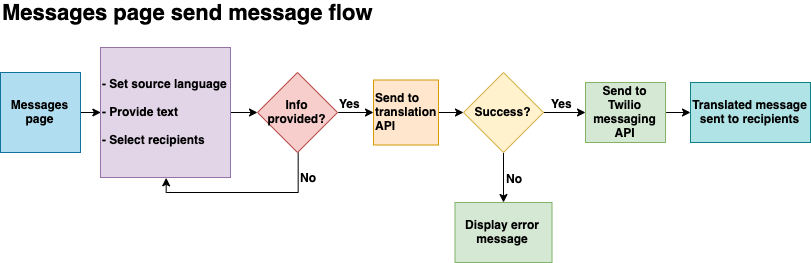 Messages page send message flow
Messages
page
- Set source language
- Provide text
- Select recipients
Info
provided?
Yes
No
Send to
translation
API
Success?
Yes
No
Send to
Twilio
messaging
API
Translated message
sent to recipients
Display error
message